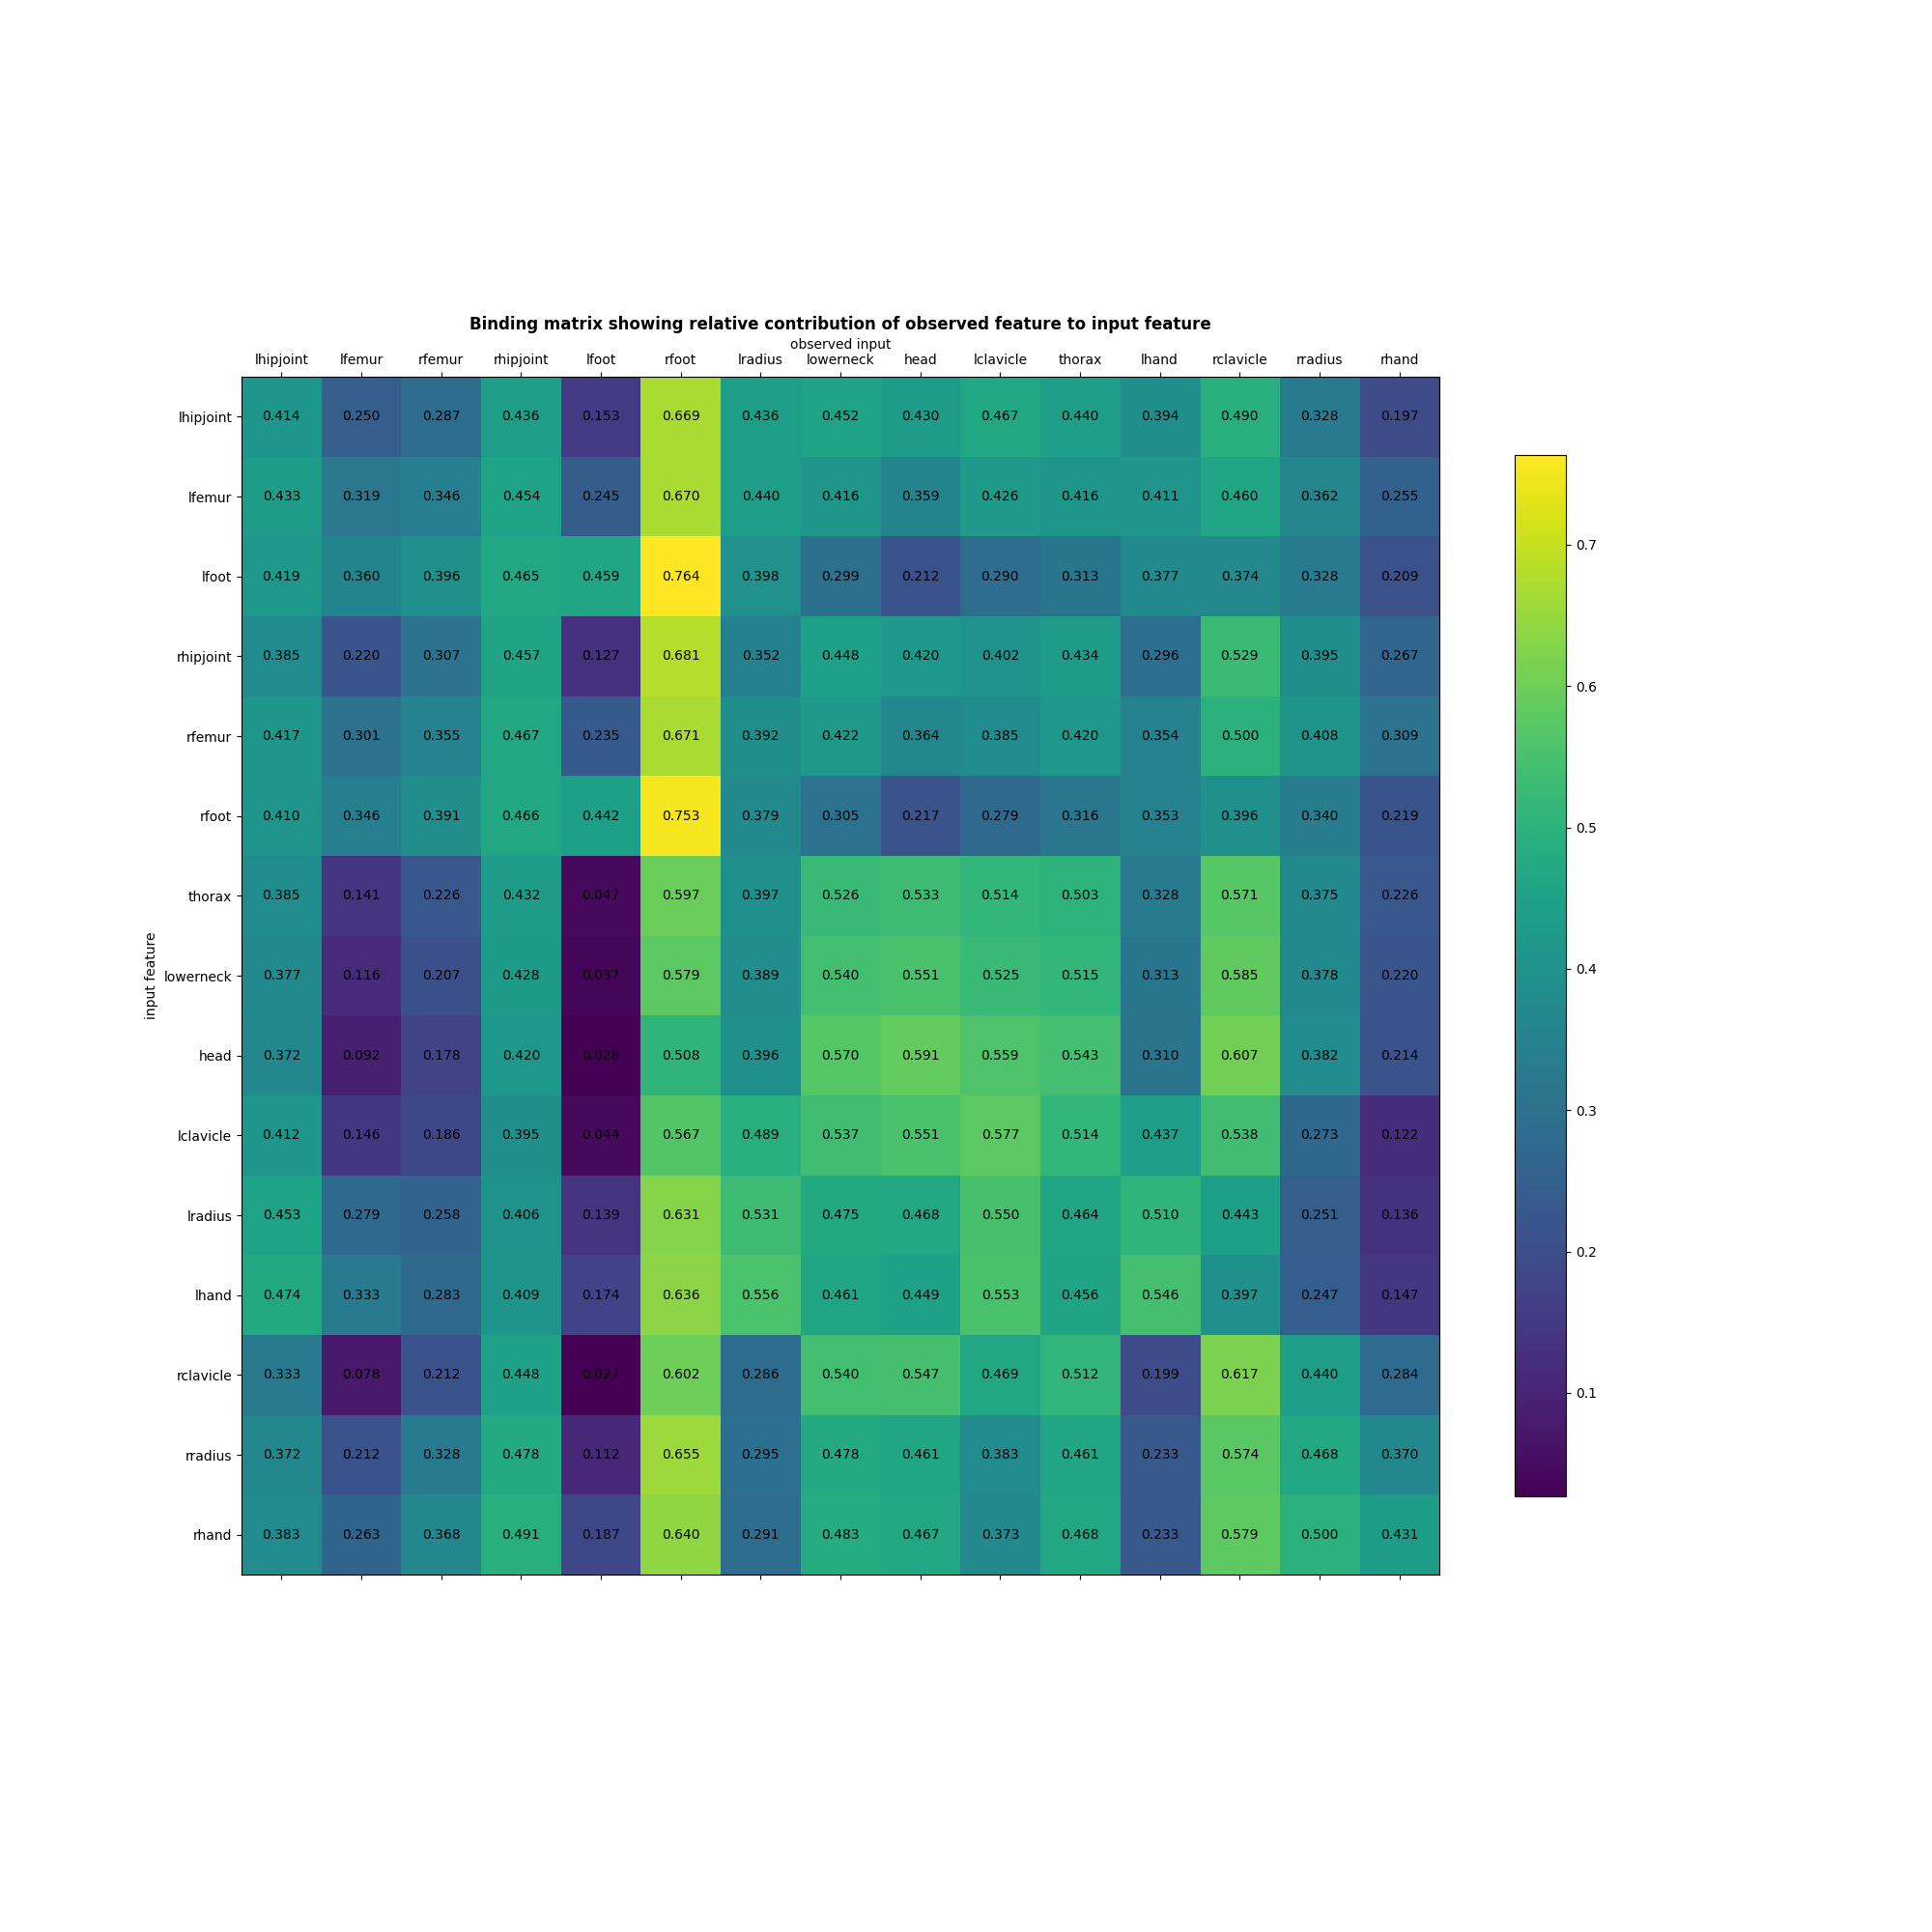 Binding matrix showing relative contribution of observed feature to input feature
observed input
lhipjoint lfemur rfemur rhipjoint lfoot rfoot lradius lowerneck head lclavicle thorax lhand rclavicle rradius rhand
lhipjoint 0.414 0.250 0.287 0.436 0.153 0.669 0.436 0.452 0.430 0.467 0.440 0.394 0.490 0.328 0.197
lfemur 0.433 0.319 0.346 0.454 0.245 0.670 0.440 0.416 0.359 0.426 0.416 0.411 0.460 0.362 0.255
lfoot 0.419 0.360 0.396 0.465 0.459 0.764 0.398 0.299 0.212 0.290 0.313 0.377 0.374 0.328 0.209
rhipjoint 0.385 0.220 0.307 0.457 0.127 0.681 0.352 0.448 0.420 0.402 0.434 0.296 0.529 0.395 0.267
rfemur 0.417 0.301 0.355 0.467 0.235 0.671 0.392 0.422 0.364 0.385 0.420 0.354 0.500 0.408 0.309
rfoot 0.410 0.346 0.391 0.466 0.442 0.753 0.379 0.305 0.217 0.279 0.316 0.353 0.396 0.340 0.219
thorax 0.385 0.141 0.226 0.432 0.047 0.597 0.397 0.526 0.533 0.514 0.503 0.328 0.571 0.375 0.226
lowerneck 0.377 0.116 0.207 0.428 0.037 0.579 0.389 0.540 0.551 0.525 0.515 0.313 0.585 0.378 0.220
head 0.372 0.092 0.178 0.420 0.028 0.508 0.396 0.570 0.591 0.559 0.543 0.310 0.607 0.382 0.214
lclavicle 0.412 0.146 0.186 0.395 0.044 0.567 0.489 0.537 0.551 0.577 0.514 0.437 0.538 0.273 0.122
lradius 0.453 0.279 0.258 0.406 0.139 0.631 0.531 0.475 0.468 0.550 0.464 0.510 0.443 0.251 0.136
lhand 0.474 0.333 0.283 0.409 0.174 0.636 0.556 0.461 0.449 0.553 0.456 0.546 0.397 0.247 0.147
rclavicle 0.333 0.078 0.212 0.448 0.027 0.602 0.286 0.540 0.547 0.469 0.512 0.199 0.617 0.440 0.284
rradius 0.372 0.212 0.328 0.478 0.112 0.655 0.295 0.478 0.461 0.383 0.461 0.233 0.574 0.468 0.370
rhand 0.383 0.263 0.368 0.491 0.187 0.640 0.291 0.483 0.467 0.373 0.468 0.233 0.579 0.500 0.431
input feature
0.7
0.6
0.5
0.4
0.3
0.2
0.1